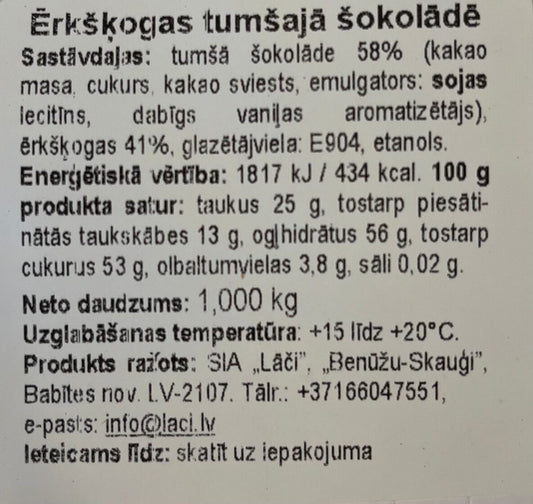 Ērkšķogas tumšajā šokolādē
Sastāvdaļas: tumšā šokolāde 58% (kakao
masa, cukurs, kakao sviests, emulgators: sojas
lecitīns, dabīgs vaniļas aromatizētājs),
ērkšķogas 41%, glazētājviela: E904, etanols.
Enerģētiskā vērtība: 1817 kJ / 434 kcal. 100 g
produkta satur: taukus 25 g, tostarp piesāti-
nātās taukskābes 13 g, ogļhidrātus 56 g, tostarp
cukurus 53 g, olbaltumvielas 3,8 g, sāli 0,02 g.
Neto daudzums: 1,000 kg
Uzglabāšanas temperatūra: +15 līdz +20°C.
Produkts ražots: SIA „Lāči”, „Benūžu-Skauģi”,
Babītes nov. LV-2107. Tālr.: +37166047551,
e-pasts: info@laci.lv
Ieteicams līdz: skatīt uz iepakojuma